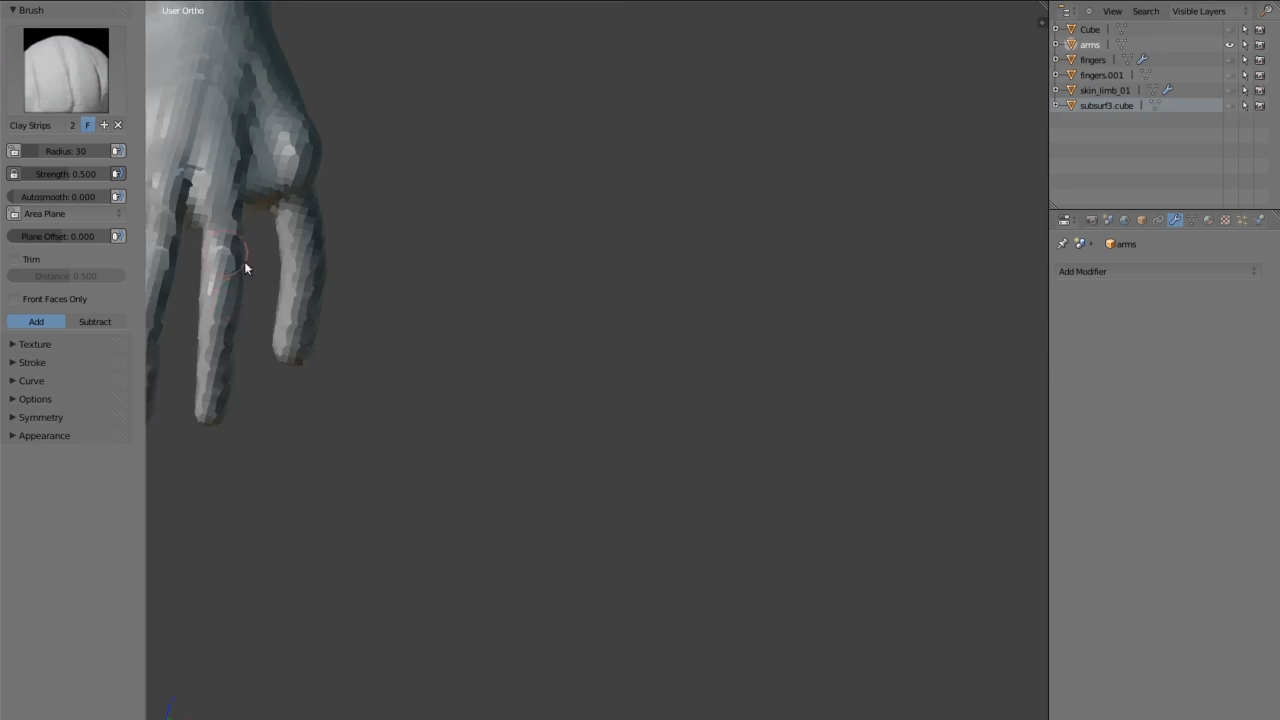 Brush
User Ortho
View Search Visible Layers
Cube
arms
fingers
fingers.001
skin_limb_01
subsurf3.cube
Clay Strips 2 F
Radius: 30
Strength: 0.500
Autosmooth: 0.000
Area Plane
Plane Offset: 0.000
Trim
Distance: 0.500
Front Faces Only
Add Subtract
Texture
Stroke
Curve
Options
Symmetry
Appearance
arms
Add Modifier